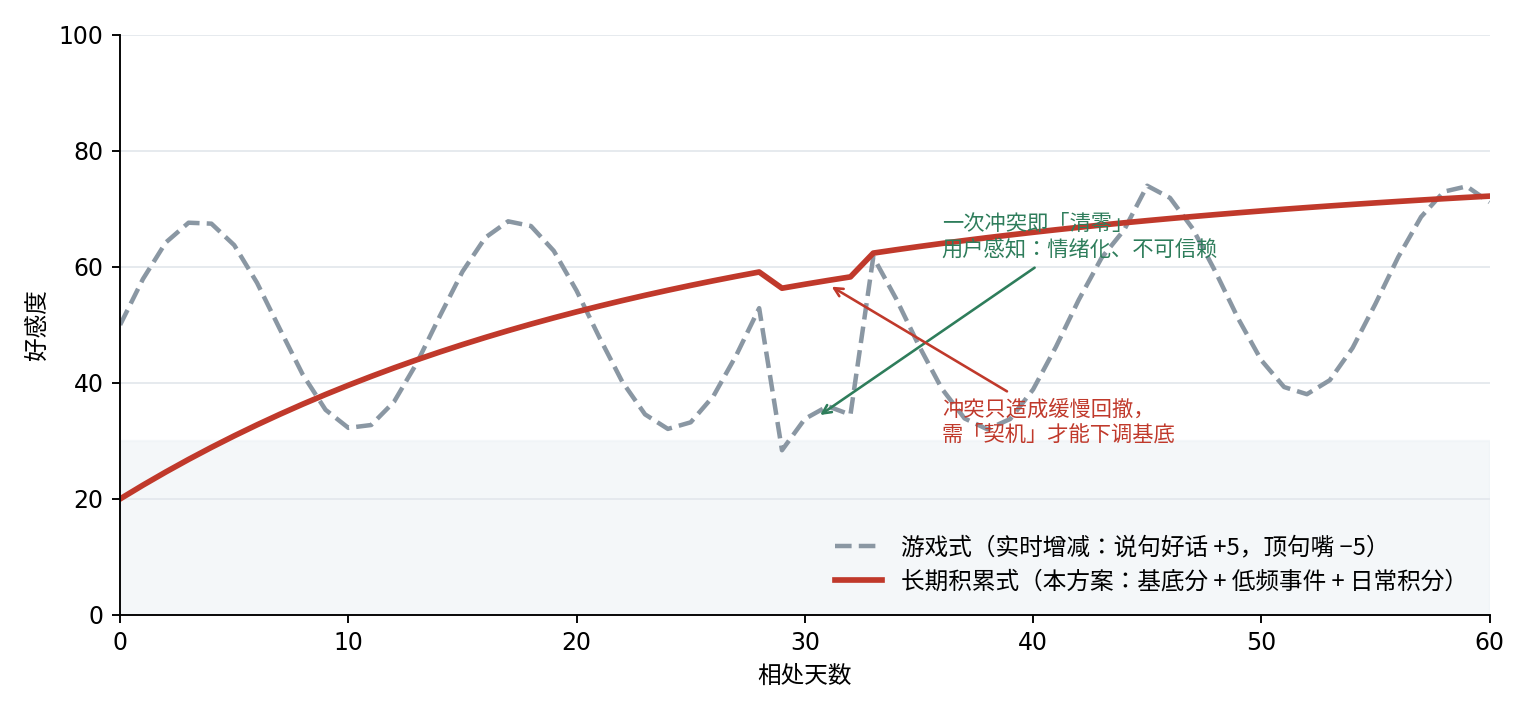 100
80
60
40
20
0
好感度
一次冲突即「清零」
用户感知：情绪化、不可信赖
冲突只造成缓慢回撤，
需「契机」才能下调基底
游戏式（实时增减：说句好话 +5，顶句嘴 −5）
长期积累式（本方案：基底分 + 低频事件 + 日常积分）
0 10 20 30 40 50 60
相处天数